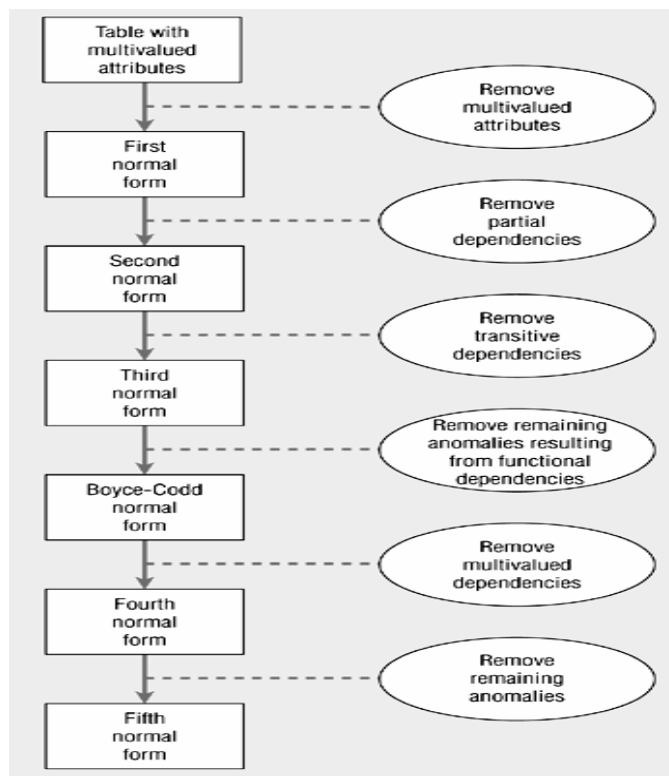 Table with
multivalued
attributes
Remove
multivalued
attributes
First
normal
form
Remove
partial
dependencies
Second
normal
form
Remove
transitive
dependencies
Third
normal
form
Remove remaining
anomalies resulting
from functional
dependencies
Boyce-Codd
normal
form
Remove
multivalued
dependencies
Fourth
normal
form
Remove
remaining
anomalies
Fifth
normal
form